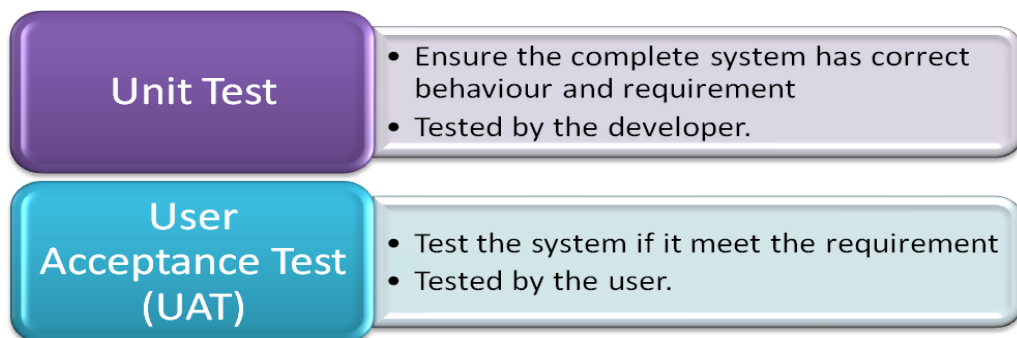 Unit Test
• Ensure the complete system has correct
behaviour and requirement
• Tested by the developer.
User
Acceptance Test
(UAT)
• Test the system if it meet the requirement
• Tested by the user.